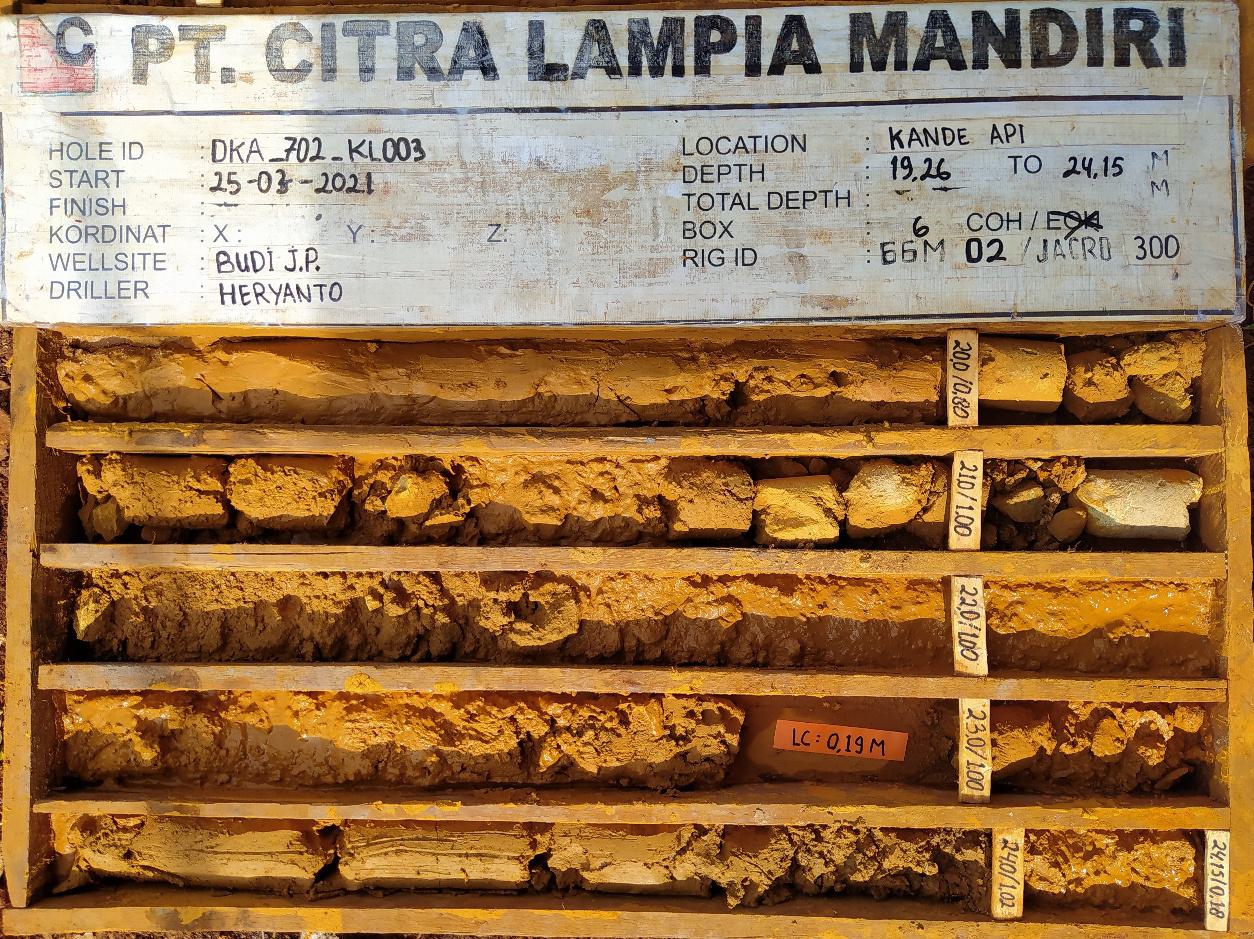 C PT. CITRA LAMPIA MANDIRI
HOLE ID : DKA_702_KL003
START : 25-03-2021
FINISH :
KÖRDINAT : X : Y : Z:
WELLSITE : BUDI J.P.
DRILLER : HERYANTO
LOCATION : KANDE API
DEPTH : 19,26 TO 24,15 M
TOTAL DEPTH : M
BOX : 6 COH / EOH
RIG ID : GGM 02 /JACRO 300
20,0 /0.80
21,0/1.00
22,0/1,00
LC : 0,19 M
23,0/1.00
24,0/1.02
24,15/0,18